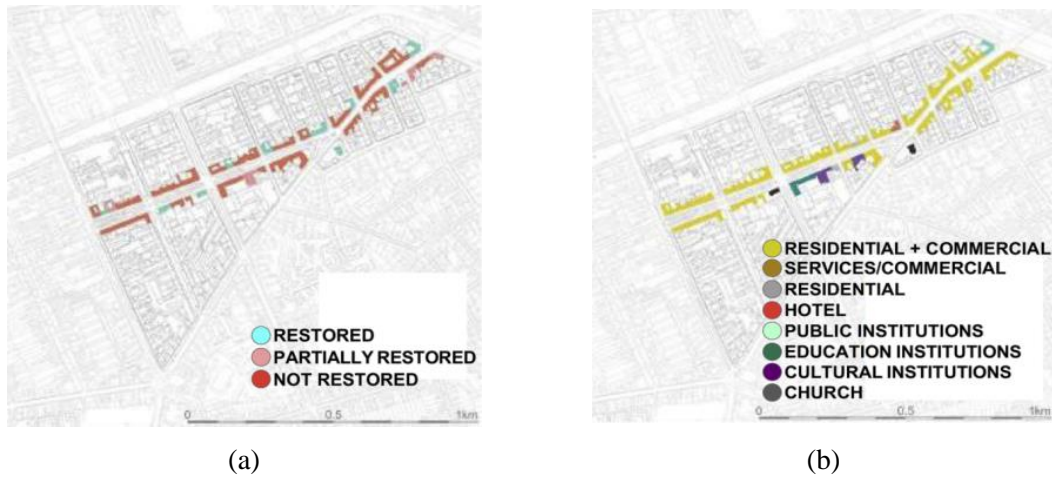 RESTORED
PARTIALLY RESTORED
NOT RESTORED
0 0.5 1km
(a)
RESIDENTIAL + COMMERCIAL
SERVICES/COMMERCIAL
RESIDENTIAL
HOTEL
PUBLIC INSTITUTIONS
EDUCATION INSTITUTIONS
CULTURAL INSTITUTIONS
CHURCH
0 0.5 1km
(b)